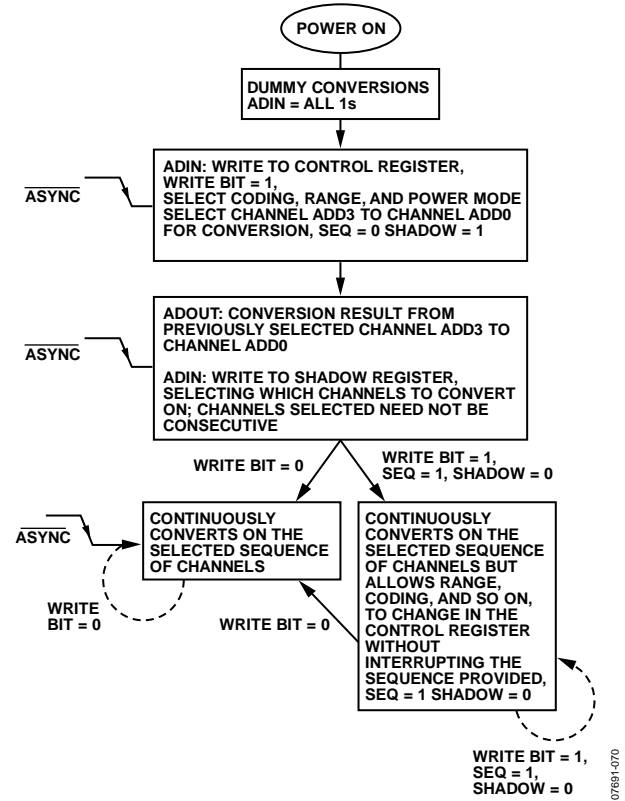 POWER ON
DUMMY CONVERSIONS
ADIN = ALL 1s
ASYNC
ADIN: WRITE TO CONTROL REGISTER,
WRITE BIT = 1,
SELECT CODING, RANGE, AND POWER MODE
SELECT CHANNEL ADD3 TO CHANNEL ADD0
FOR CONVERSION, SEQ = 0 SHADOW = 1
ASYNC
ADOUT: CONVERSION RESULT FROM
PREVIOUSLY SELECTED CHANNEL ADD3 TO
CHANNEL ADD0
ADIN: WRITE TO SHADOW REGISTER,
SELECTING WHICH CHANNELS TO CONVERT
ON; CHANNELS SELECTED NEED NOT BE
CONSECUTIVE
WRITE BIT = 0
WRITE BIT = 1,
SEQ = 1, SHADOW = 0
ASYNC
CONTINUOUSLY
CONVERTS ON THE
SELECTED SEQUENCE
OF CHANNELS
WRITE
BIT = 0
WRITE BIT = 0
CONTINUOUSLY
CONVERTS ON THE
SELECTED SEQUENCE
OF CHANNELS BUT
ALLOWS RANGE,
CODING, AND SO ON,
TO CHANGE IN THE
CONTROL REGISTER
WITHOUT
INTERRUPTING THE
SEQUENCE PROVIDED,
SEQ = 1 SHADOW = 0
WRITE BIT = 1,
SEQ = 1,
SHADOW = 0
07691-070